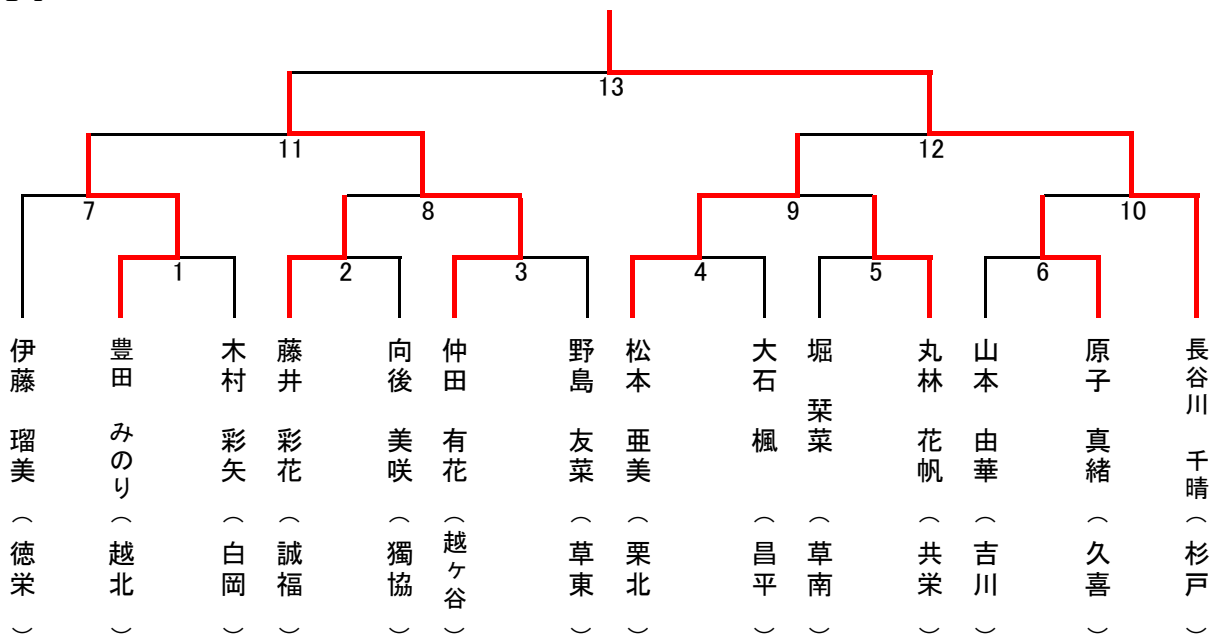 13
11
12
7
8
9
10
1
2
3
4
5
6
伊藤 瑠美 (徳栄)
豊田 みのり (越北)
木村 彩矢 (白岡)
藤井 彩花 (誠福)
向後 美咲 (獨協)
仲田 有花 (越ヶ谷)
野島 友菜 (草東)
松本 亜美 (栗北)
大石 楓 (昌平)
堀 栞菜 (草南)
丸林 花帆 (共栄)
山本 由華 (吉川)
原子 真緒 (久喜)
長谷川 千晴 (杉戸)